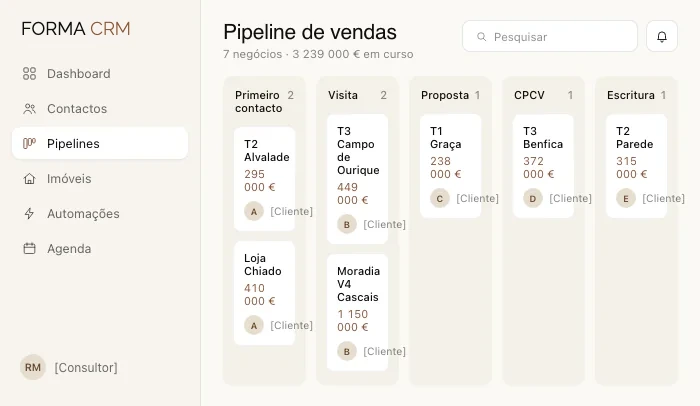 FORMA CRM
Dashboard
Contactos
Pipelines
Imóveis
Automações
Agenda
RM [Consultor]
Pipeline de vendas
7 negócios · 3 239 000 € em curso
Pesquisar
Primeiro
contacto
2
T2
Alvalade
295
000 €
A [Cliente]
Loja
Chiado
410
000 €
A [Cliente]
Visita 2
T3
Campo
de
Ourique
449
000 €
B [Cliente]
Moradia
V4
Cascais
1 150
000 €
B [Cliente]
Proposta 1
T1
Graça
238
000 €
C [Cliente]
CPCV 1
T3
Benfica
372
000 €
D [Cliente]
Escritura 1
T2
Parede
315
000 €
E [Cliente]